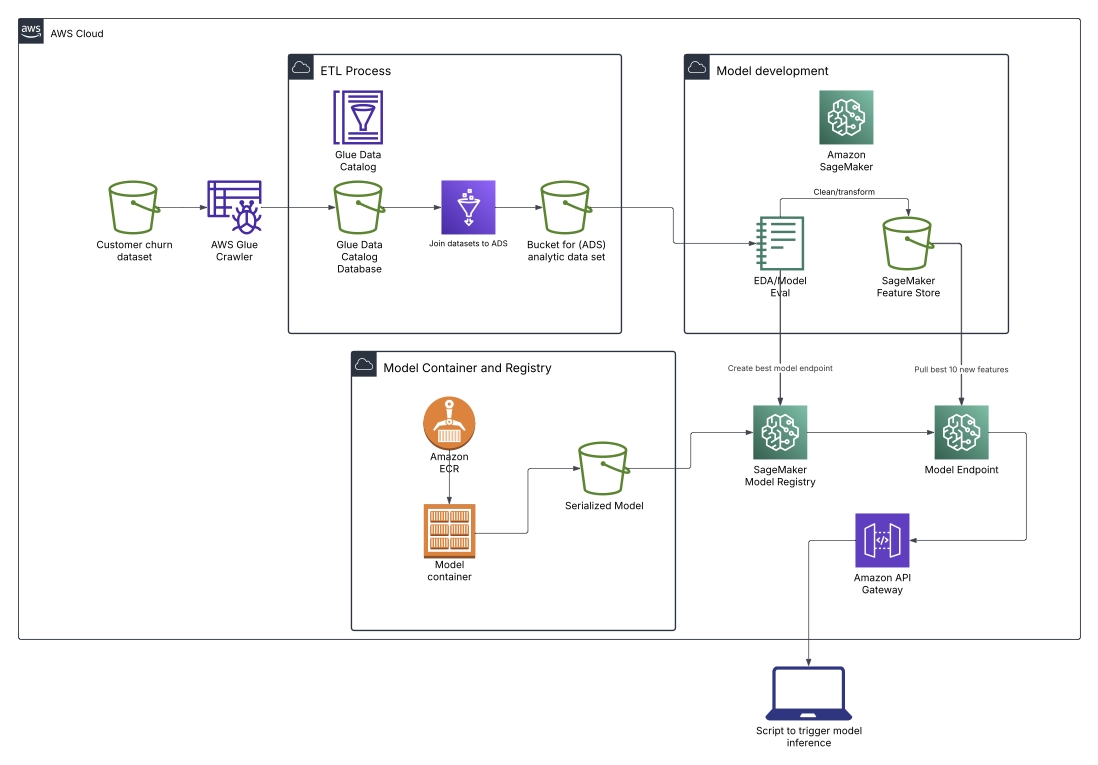 aws
AWS Cloud
ETL Process
Glue Data
Catalog
Customer churn
dataset
AWS Glue
Crawler
Glue Data
Catalog
Database
Join datasets to ADS
Bucket for (ADS)
analytic data set
Model development
Amazon
SageMaker
Clean/transform
EDA/Model
Eval
SageMaker
Feature Store
Create best model endpoint
Pull best 10 new features
Model Container and Registry
Amazon
ECR
Model
container
Serialized Model
SageMaker
Model Registry
Model Endpoint
Amazon API
Gateway
Script to trigger model
inference